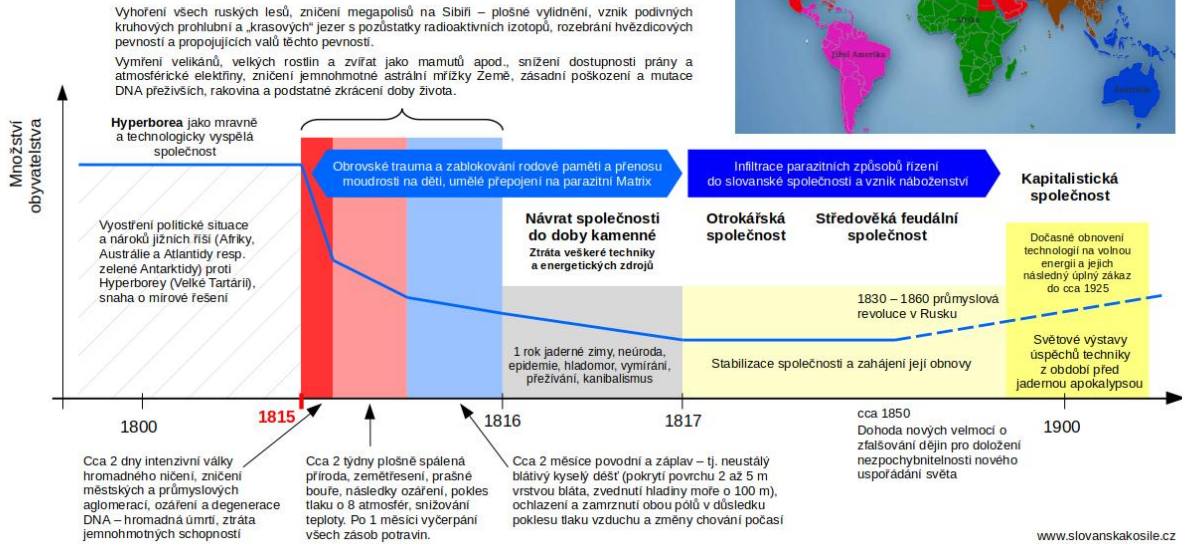 Vyhoření všech ruských lesů, zničení megapolisů na Sibiři – plošné vylidnění, vznik podivných
kruhových prohlubní a „krasových“ jezer s pozůstatky radioaktivních izotopů, rozebrání hvězdicových
pevností a propojujících valů těchto pevností.
Vymření velikánů, velkých rostlin a zvířat jako mamutů apod., snížení dostupnosti prány a
atmosférické elektřiny, zničení jemnohmotné astrální mřížky Země, zásadní poškození a mutace
DNA přeživších, rakovina a podstatné zkrácení doby života.
Jižní Amerika
Afrika
Austrálie
Množství
obyvatelstva
Hyperborea jako mravně
a technologicky vyspělá
společnost
Obrovské trauma a zablokování rodové paměti a přenosu
moudrosti na děti, umělé přepojení na parazitní Matrix
Infiltrace parazitních způsobů řízení
do slovanské společnosti a vznik náboženství
Kapitalistická
společnost
Vyostření politické situace
a nároků jižních říší (Afriky,
Austrálie a Atlantidy resp.
zelené Antarktidy) proti
Hyperborey (Velké Tartárii),
snaha o mírové řešení
Návrat společnosti
do doby kamenné
Ztráta veškeré techniky
a energetických zdrojů
Otrokářská
společnost
Středověká feudální
společnost
Dočasné obnovení
technologií na volnou
energii a jejich
následný úplný zákaz
do cca 1925
1830 – 1860 průmyslová
revoluce v Rusku
1 rok jaderné zimy, neúroda,
epidemie, hladomor, vymírání,
přežívání, kanibalismus
Stabilizace společnosti a zahájení její obnovy
Světové výstavy
úspěchů techniky
z období před
jadernou apokalypsou
1800
1815
1816
1817
1900
Cca 2 dny intenzivní války
hromadného ničení, zničení
městských a průmyslových
aglomerací, ozáření a degenerace
DNA – hromadná úmrtí, ztráta
jemnohmotných schopností
Cca 2 týdny plošně spálená
příroda, zemětřesení, prašné
bouře, následky ozáření, pokles
tlaku o 8 atmosfér, snižování
teploty. Po 1 měsíci vyčerpání
všech zásob potravin.
Cca 2 měsíce povodní a záplav – tj. neustálý
blátivý kyselý déšť (pokrytí povrchu 2 až 5 m
vrstvou bláta, zvednutí hladiny moře o 100 m),
ochlazení a zamrznutí obou pólů v důsledku
poklesu tlaku vzduchu a změny chování počasí
cca 1850
Dohoda nových velmocí o
zfalšování dějin pro doložení
nezpochybnitelnosti nového
uspořádání světa
www.slovanskakosile.cz